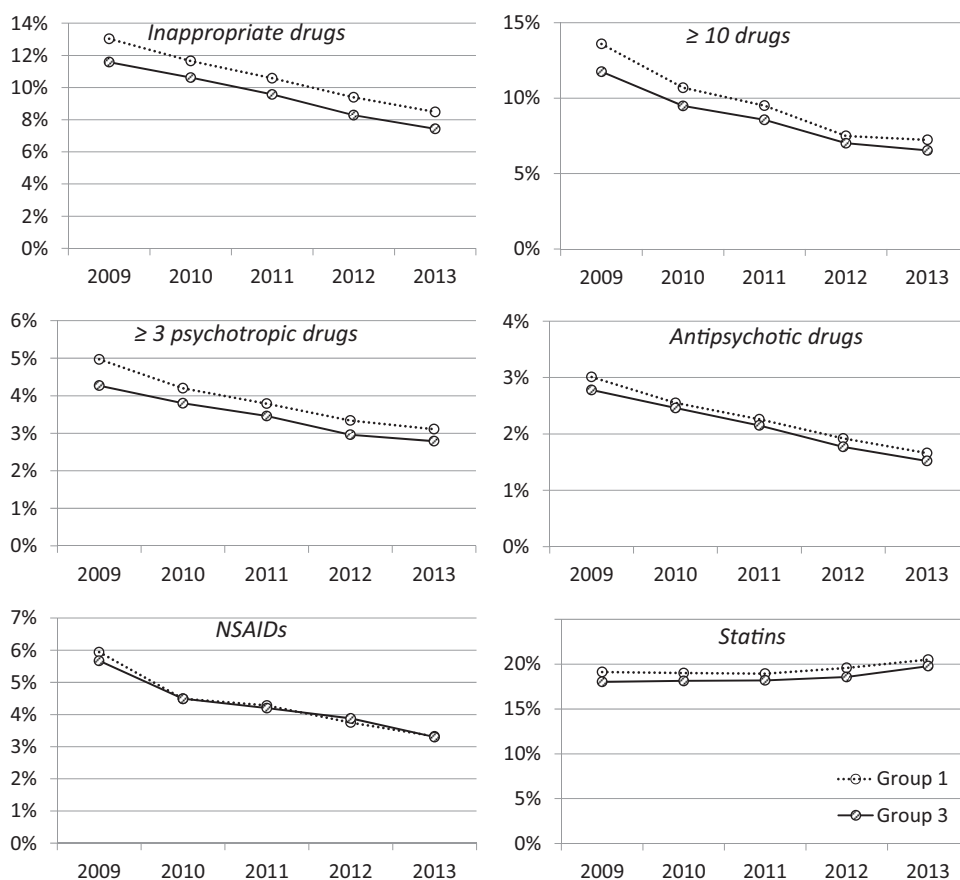 Inappropriate drugs
14%
12%
10%
8%
6%
4%
2%
0%
2009 2010 2011 2012 2013
≥ 10 drugs
15%
10%
5%
0%
2009 2010 2011 2012 2013
≥ 3 psychotropic drugs
6%
5%
4%
3%
2%
1%
0%
2009 2010 2011 2012 2013
Antipsychotic drugs
4%
3%
2%
1%
0%
2009 2010 2011 2012 2013
NSAIDs
7%
6%
5%
4%
3%
2%
1%
0%
2009 2010 2011 2012 2013
Statins
20%
15%
10%
5%
0%
Group 1
Group 3
2009 2010 2011 2012 2013